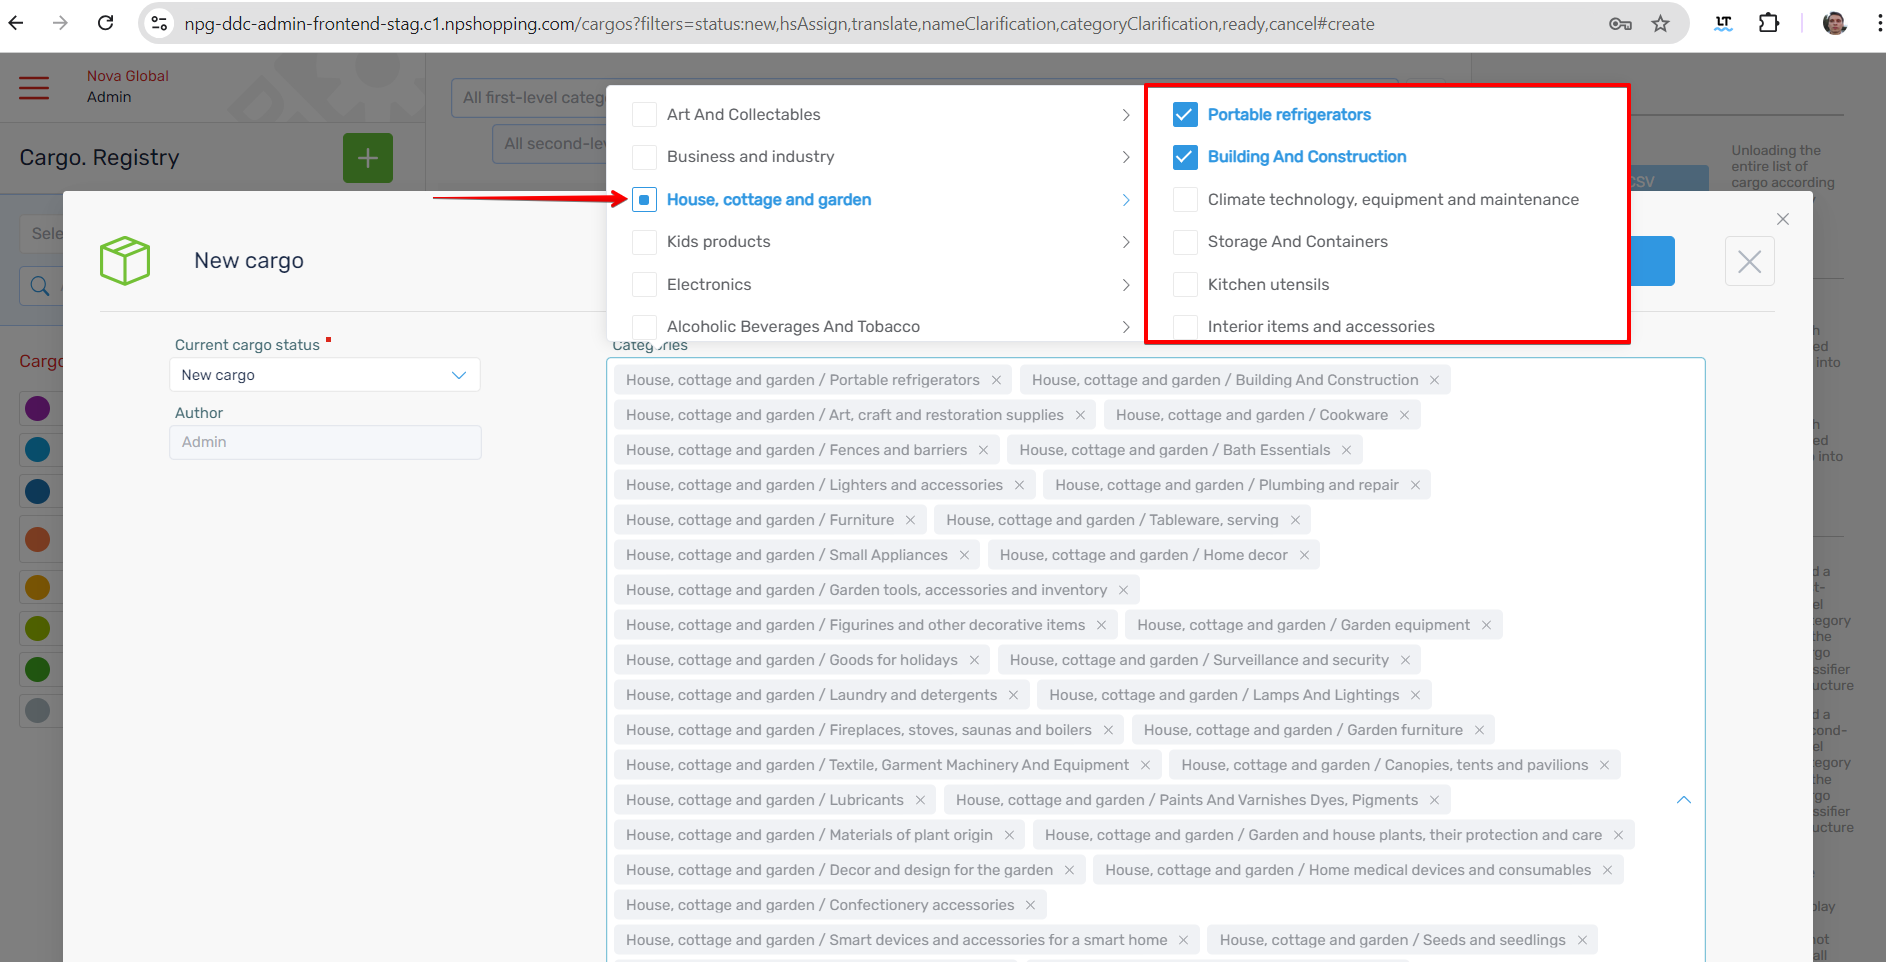 npg-ddc-admin-frontend-stag.c1.npshopping.com/cargos?filters=status:new,hsAssign,translate,nameClarification,categoryClarification,ready,cancel#create
LT
Nova Global
Admin
All first-level categ
Art And Collectables
Portable refrigerators
All second-le
Business and industry
Building And Construction
Cargo. Registry
Unloading the
entire list of
cargo according
CSV
House, cottage and garden
Climate technology, equipment and maintenance
Sele
Kids products
Storage And Containers
New cargo
Electronics
Kitchen utensils
Alcoholic Beverages And Tobacco
Interior items and accessories
Current cargo status
Categories
Cargo
New cargo
House, cottage and garden / Portable refrigerators
House, cottage and garden / Building And Construction
Author
House, cottage and garden / Art, craft and restoration supplies
House, cottage and garden / Cookware
Admin
House, cottage and garden / Fences and barriers
House, cottage and garden / Bath Essentials
House, cottage and garden / Lighters and accessories
House, cottage and garden / Plumbing and repair
House, cottage and garden / Furniture
House, cottage and garden / Tableware, serving
House, cottage and garden / Small Appliances
House, cottage and garden / Home decor
House, cottage and garden / Garden tools, accessories and inventory
House, cottage and garden / Figurines and other decorative items
House, cottage and garden / Garden equipment
House, cottage and garden / Goods for holidays
House, cottage and garden / Surveillance and security
House, cottage and garden / Laundry and detergents
House, cottage and garden / Lamps And Lightings
House, cottage and garden / Fireplaces, stoves, saunas and boilers
House, cottage and garden / Garden furniture
House, cottage and garden / Textile, Garment Machinery And Equipment
House, cottage and garden / Canopies, tents and pavilions
House, cottage and garden / Lubricants
House, cottage and garden / Paints And Varnishes Dyes, Pigments
House, cottage and garden / Materials of plant origin
House, cottage and garden / Garden and house plants, their protection and care
House, cottage and garden / Decor and design for the garden
House, cottage and garden / Home medical devices and consumables
House, cottage and garden / Confectionery accessories
House, cottage and garden / Smart devices and accessories for a smart home
House, cottage and garden / Seeds and seedlings